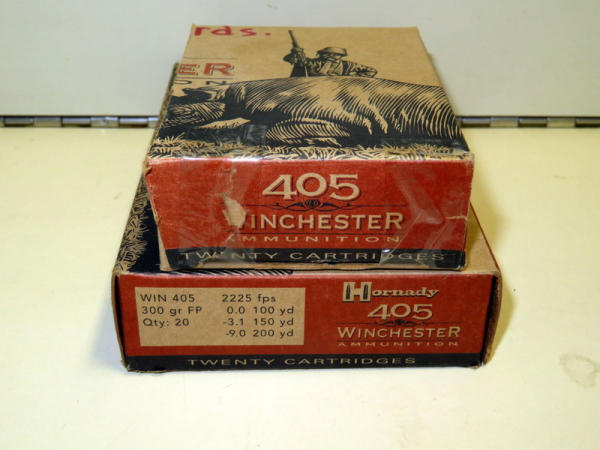 rds.
ER
405
WINCHESTER
AMMUNITION
TWENTY CARTRIDGES
WIN 405 2225 fps
300 gr FP 0.0 100 yd
Qty: 20 -3.1 150 yd
-9.0 200 yd
Hornady
405
WINCHESTER
AMMUNITION
TWENTY CARTRIDGES